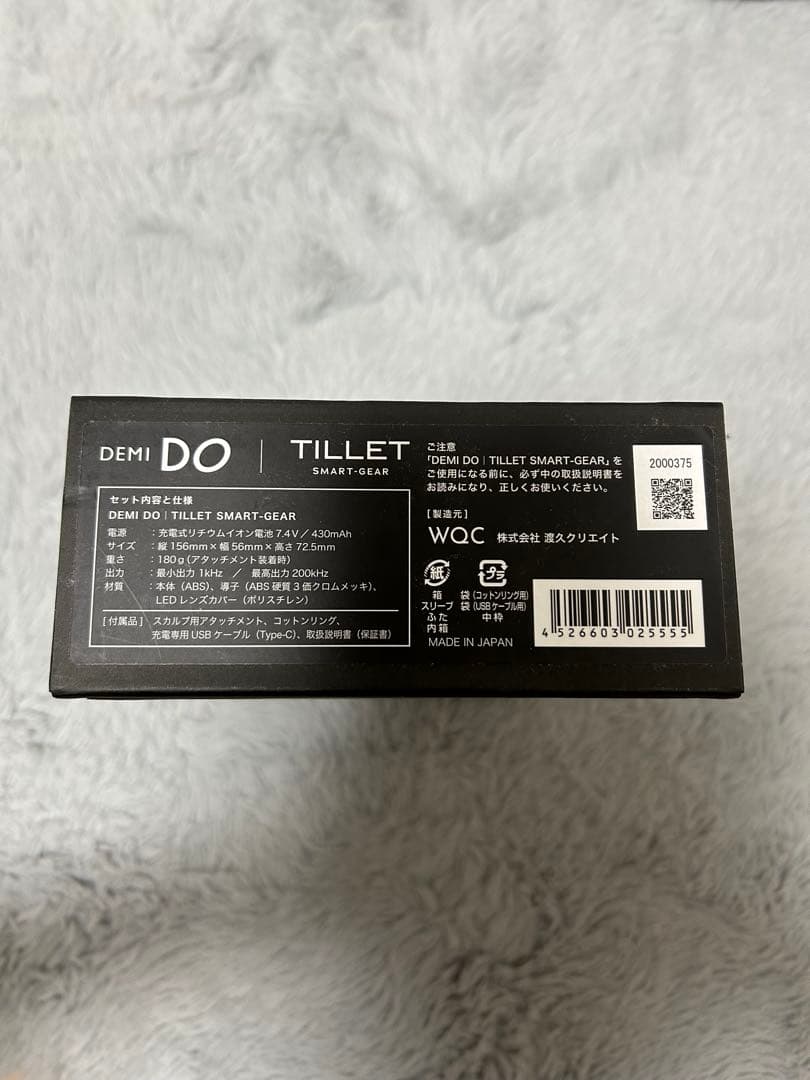 DEMI DO | TILLET
SMART-GEAR
セット内容と仕様
DEMI DO | TILLET SMART-GEAR
電源 : 充電式リチウムイオン電池 7.4V / 430mAh
サイズ : 縦 156mm × 幅 56mm × 高さ 72.5mm
重さ : 180g(アタッチメント装着時)
出力 : 最小出力 1kHz / 最高出力 200kHz
材質 : 本体(ABS)、導子(ABS 硬質3価クロムメッキ)、
LED レンズカバー(ポリスチレン)
[付属品] スカルプ用アタッチメント、コットンリング、
充電専用 USB ケーブル(Type-C)、取扱説明書(保証書)
ご注意
「DEMI DO | TILLET SMART-GEAR」を
ご使用になる前に、必ず中の取扱説明書を
お読みになり、正しくお使いください。
[製造元]
WQC 株式会社 渡久クリエイト
紙
箱
スリーブ
ふた
内箱
プラ
袋(コットンリング用)
袋(USBケーブル用)
中枠
MADE IN JAPAN
2000375
4 526603 025555